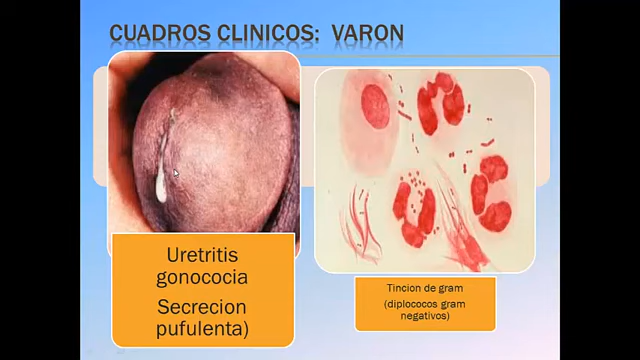 CUADROS CLINICOS: VARON
Uretritis
gonococia
Secrecion
pufulenta)
Tincion de gram
(diplococos gram
negativos)